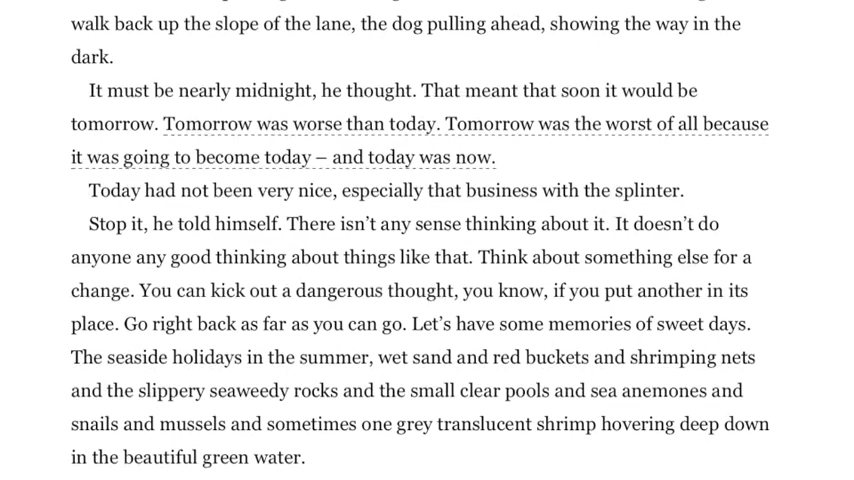 walk back up the slope of the lane, the dog pulling ahead, showing the way in the
dark.
It must be nearly midnight, he thought. That meant that soon it would be
tomorrow. Tomorrow was worse than today. Tomorrow was the worst of all because
it was going to become today – and today was now.
Today had not been very nice, especially that business with the splinter.
Stop it, he told himself. There isn’t any sense thinking about it. It doesn’t do
anyone any good thinking about things like that. Think about something else for a
change. You can kick out a dangerous thought, you know, if you put another in its
place. Go right back as far as you can go. Let’s have some memories of sweet days.
The seaside holidays in the summer, wet sand and red buckets and shrimping nets
and the slippery seaweedy rocks and the small clear pools and sea anemones and
snails and mussels and sometimes one grey translucent shrimp hovering deep down
in the beautiful green water.